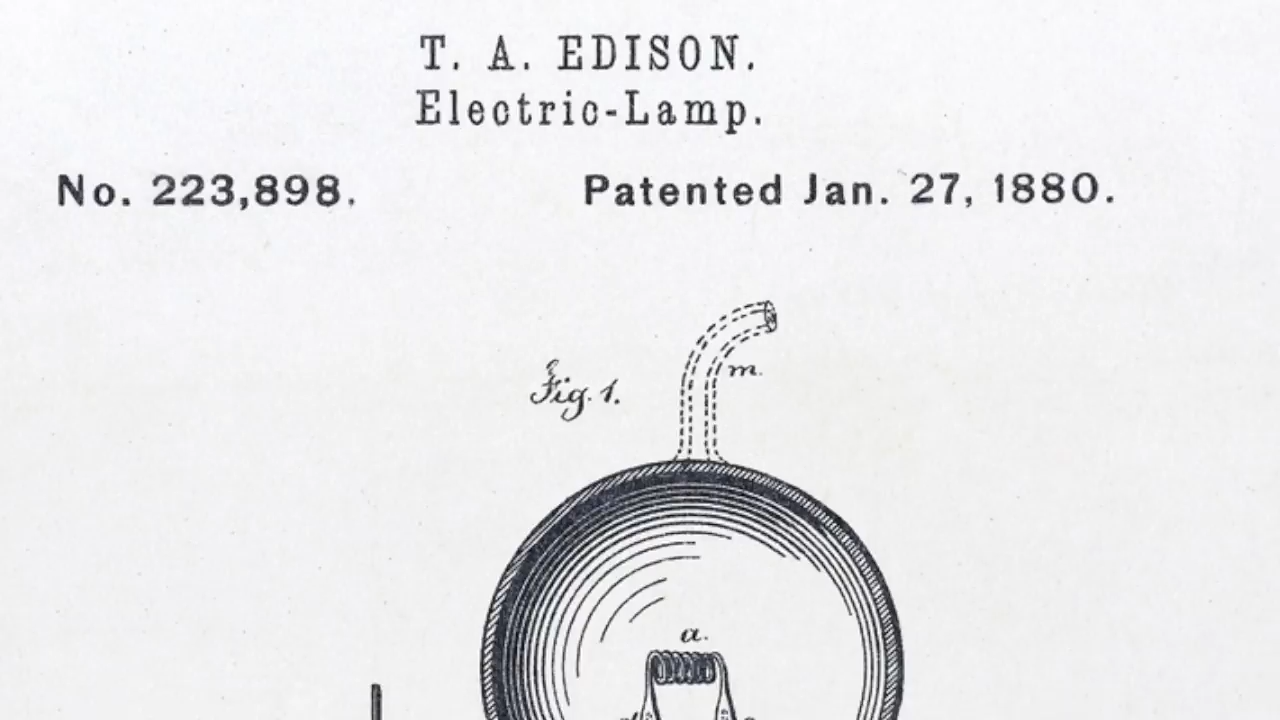 T. A. EDISON.
Electric-Lamp.
No. 223,898. Patented Jan. 27, 1880.
Fig. 1.
m.
a.